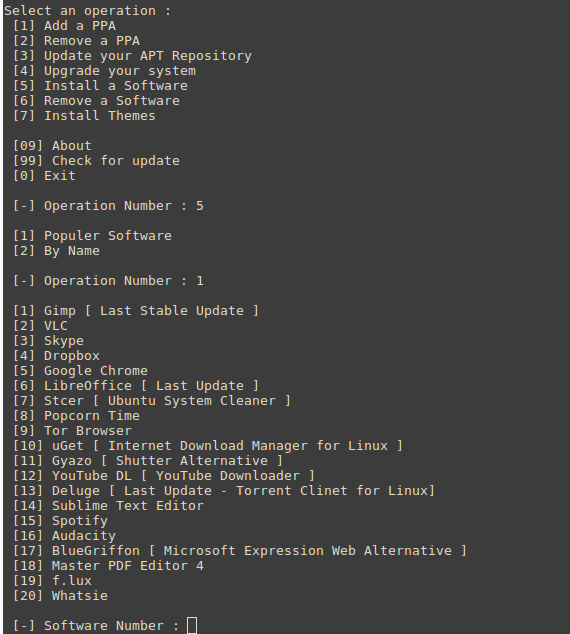 Select an operation :
[1] Add a PPA
[2] Remove a PPA
[3] Update your APT Repository
[4] Upgrade your system
[5] Install a Software
[6] Remove a Software
[7] Install Themes
[09] About
[99] Check for update
[0] Exit
[-] Operation Number : 5
[1] Populer Software
[2] By Name
[-] Operation Number : 1
[1] Gimp [ Last Stable Update ]
[2] VLC
[3] Skype
[4] Dropbox
[5] Google Chrome
[6] LibreOffice [ Last Update ]
[7] Stcer [ Ubuntu System Cleaner ]
[8] Popcorn Time
[9] Tor Browser
[10] uGet [ Internet Download Manager for Linux ]
[11] Gyazo [ Shutter Alternative ]
[12] YouTube DL [ YouTube Downloader ]
[13] Deluge [ Last Update - Torrent Clinet for Linux]
[14] Sublime Text Editor
[15] Spotify
[16] Audacity
[17] BlueGriffon [ Microsoft Expression Web Alternative ]
[18] Master PDF Editor 4
[19] f.lux
[20] Whatsie
[-] Software Number :